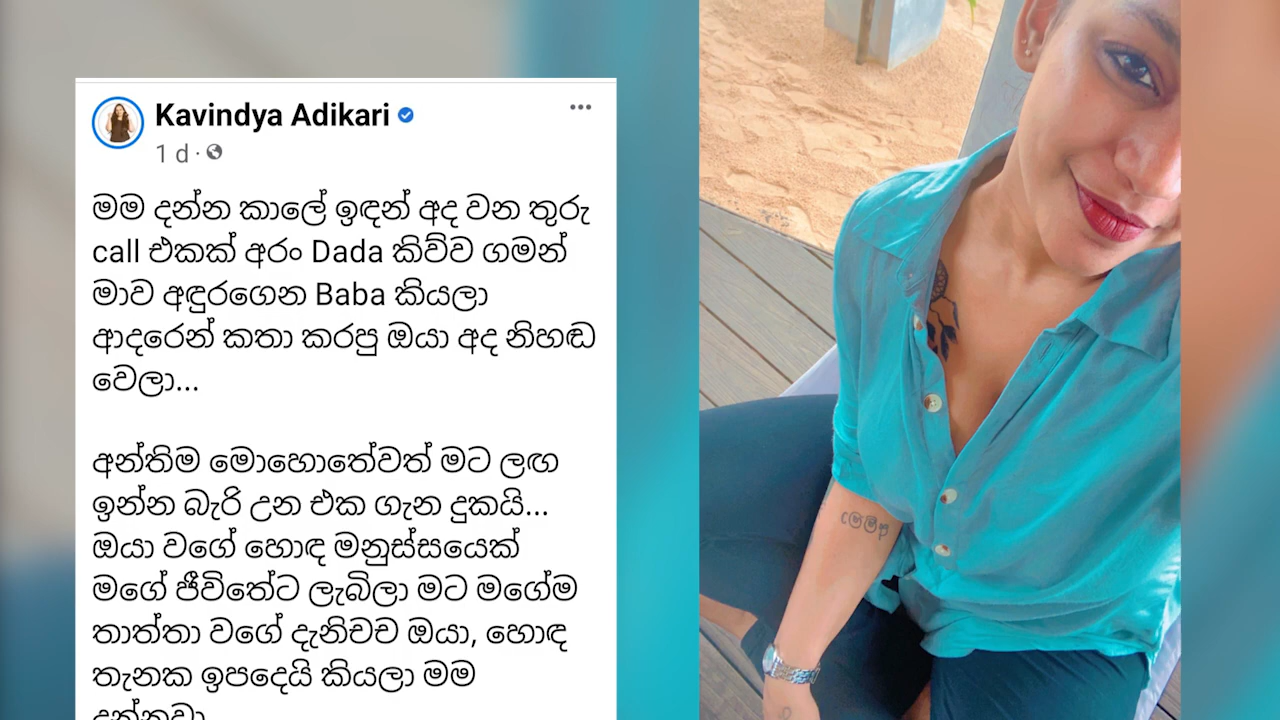 Kavindya Adikari
1 d ·
මම දන්න කාලේ ඉඳන් අද වන තුරු
call එකක් අරං Dada කිව්ව ගමන්
මාව අඳුරගෙන Baba කියලා
ආදරෙන් කතා කරපු ඔයා අද නිහඬ
වෙලා...
අන්තිම මොහොතේවත් මට ලඟ
ඉන්න බැරි උන එක ගැන දුකයි...
ඔයා වගේ හොඳ මනුස්සයෙක්
මගේ ජීවිතේට ලැබිලා මට මගේම
තාත්තා වගේ දැනිච්ච ඔයා, හොඳ
තැනක ඉපදෙයි කියලා මම